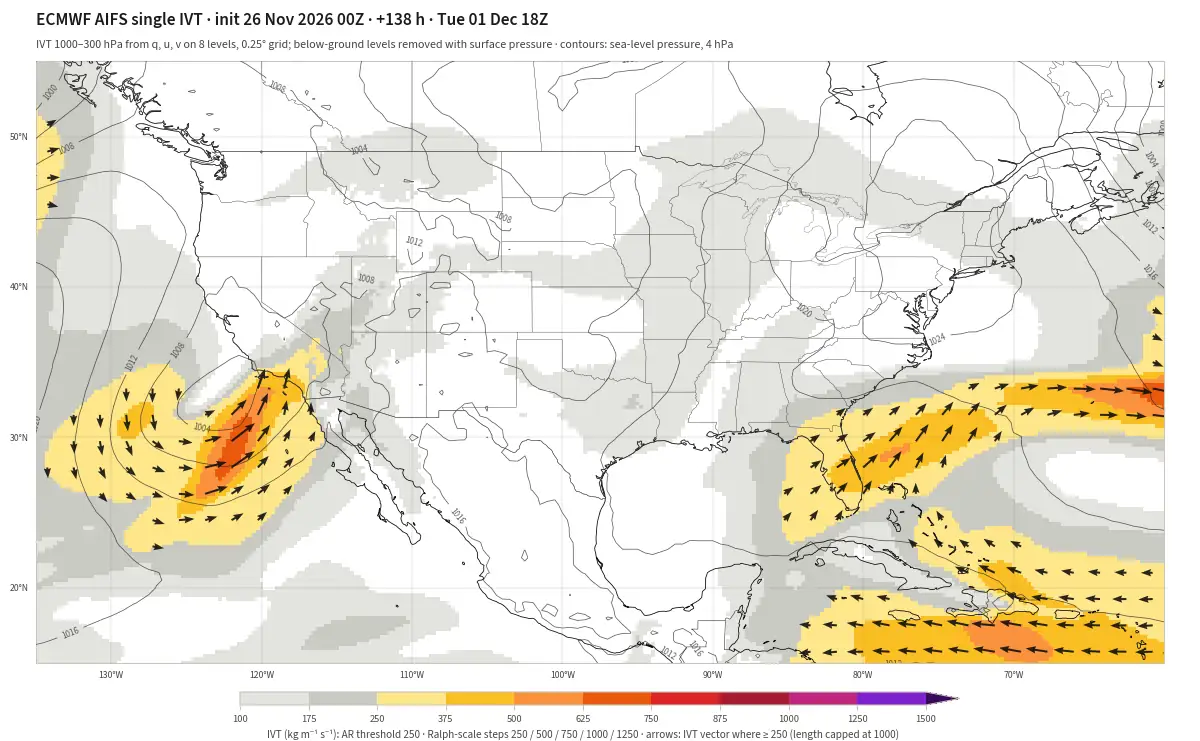 ECMWF AIFS single IVT · init 26 Nov 2026 00Z · +138 h · Tue 01 Dec 18Z
IVT 1000–300 hPa from q, u, v on 8 levels, 0.25° grid; below-ground levels removed with surface pressure · contours: sea-level pressure, 4 hPa
1000
1008
1008
1004
50°N
1004
1008
1012
1012
1008
1016
40°N
1020
1008
1012
1024
1004
30°N
1016
20°N
1016
1012
1016
130°W 120°W 110°W 100°W 90°W 80°W 70°W
100 175 250 375 500 625 750 875 1000 1250 1500
IVT (kg m⁻¹ s⁻¹): AR threshold 250 · Ralph-scale steps 250 / 500 / 750 / 1000 / 1250 · arrows: IVT vector where ≥ 250 (length capped at 1000)